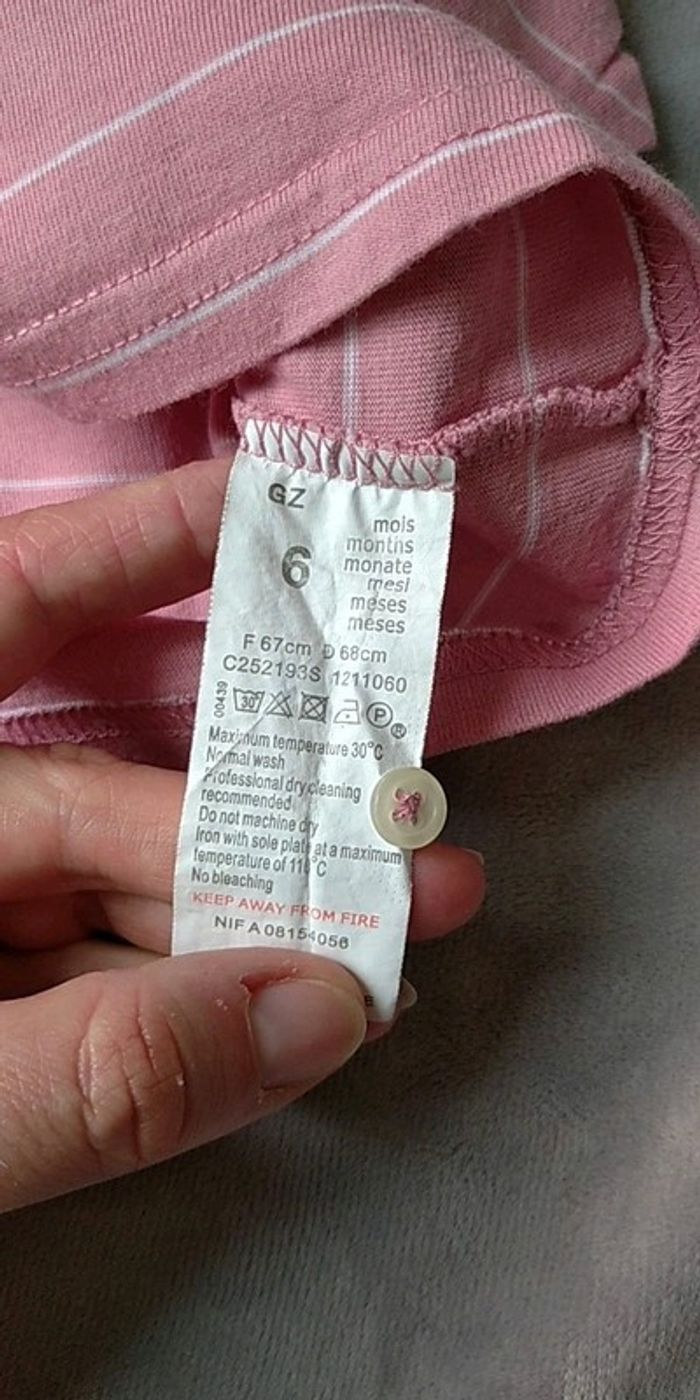 GZ
6
mois
months
monate
mesi
meses
meses
F 67cm D 68cm
C252193S 1211060
00439
30°
P
®
Maximum temperature 30°C
Normal wash
Professional dry cleaning
recommended
Do not machine dry
Iron with sole plate at a maximum
temperature of 110°C
No bleaching
KEEP AWAY FROM FIRE
NIF A 08154056